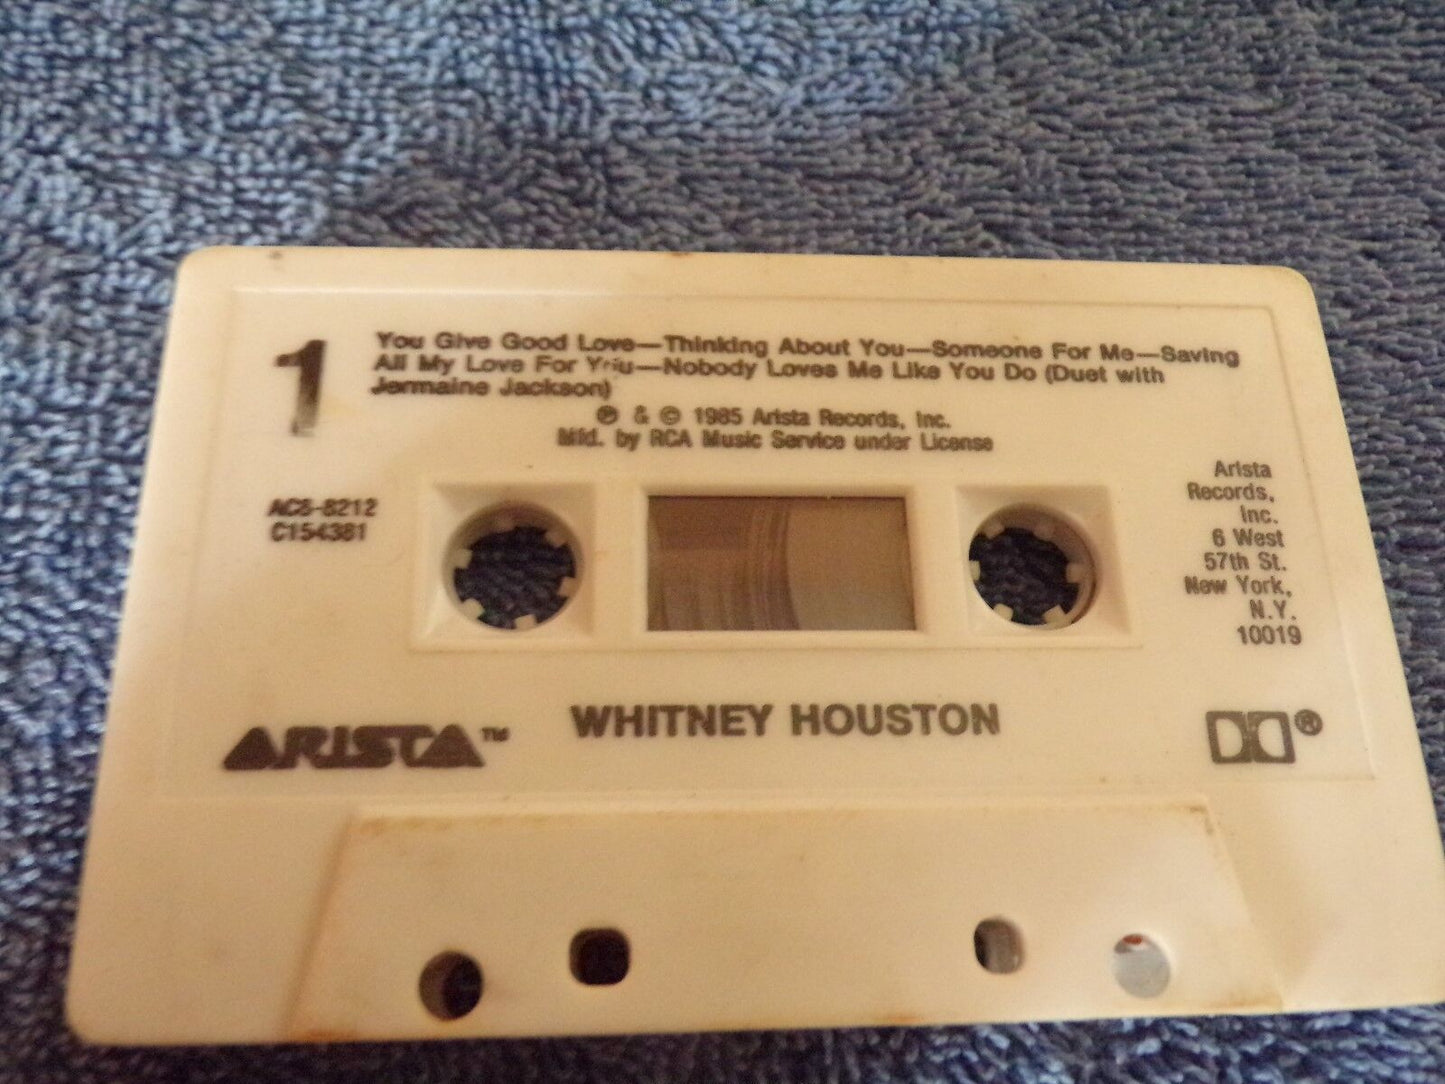 1
You Give Good Love—Thinking About You—Someone For Me—Saving
All My Love For You—Nobody Loves Me Like You Do (Duet with
Jermaine Jackson)
℗ & © 1985 Arista Records, Inc.
Mfd. by RCA Music Service under License
AC8-8212
C154381
Arista
Records,
Inc.
6 West
57th St.
New York,
N.Y.
10019
ARISTA™
WHITNEY HOUSTON
®